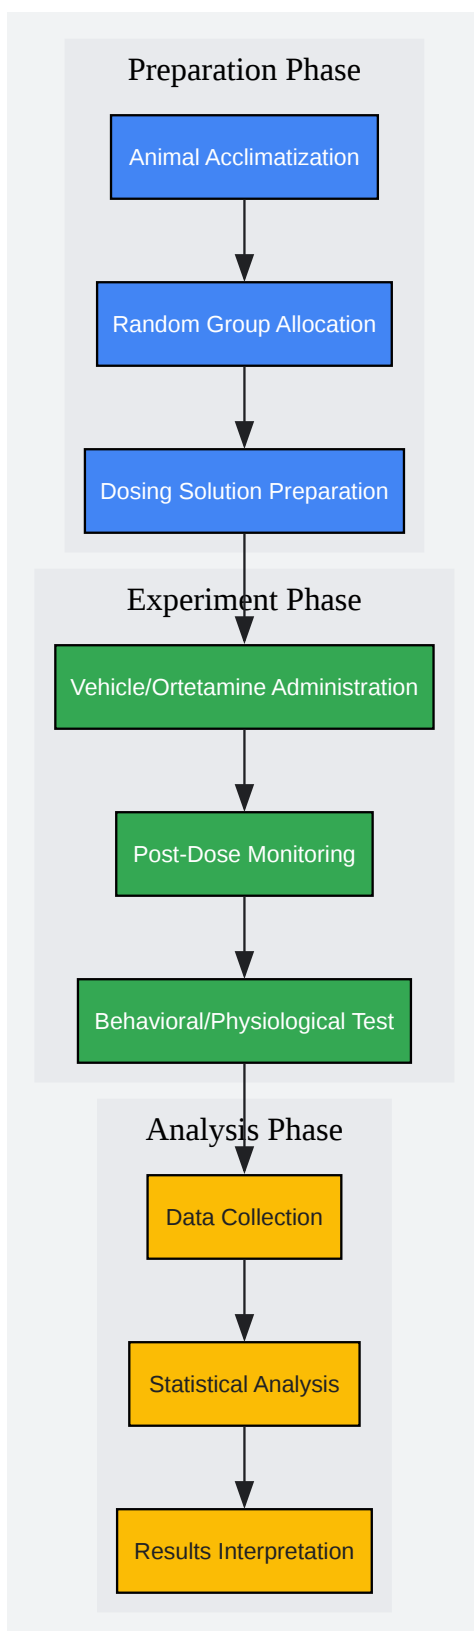 Preparation Phase
Animal Acclimatization
Random Group Allocation
Dosing Solution Preparation
Experiment Phase
Vehicle/Ortetamine Administration
Post-Dose Monitoring
Behavioral/Physiological Test
Analysis Phase
Data Collection
Statistical Analysis
Results Interpretation